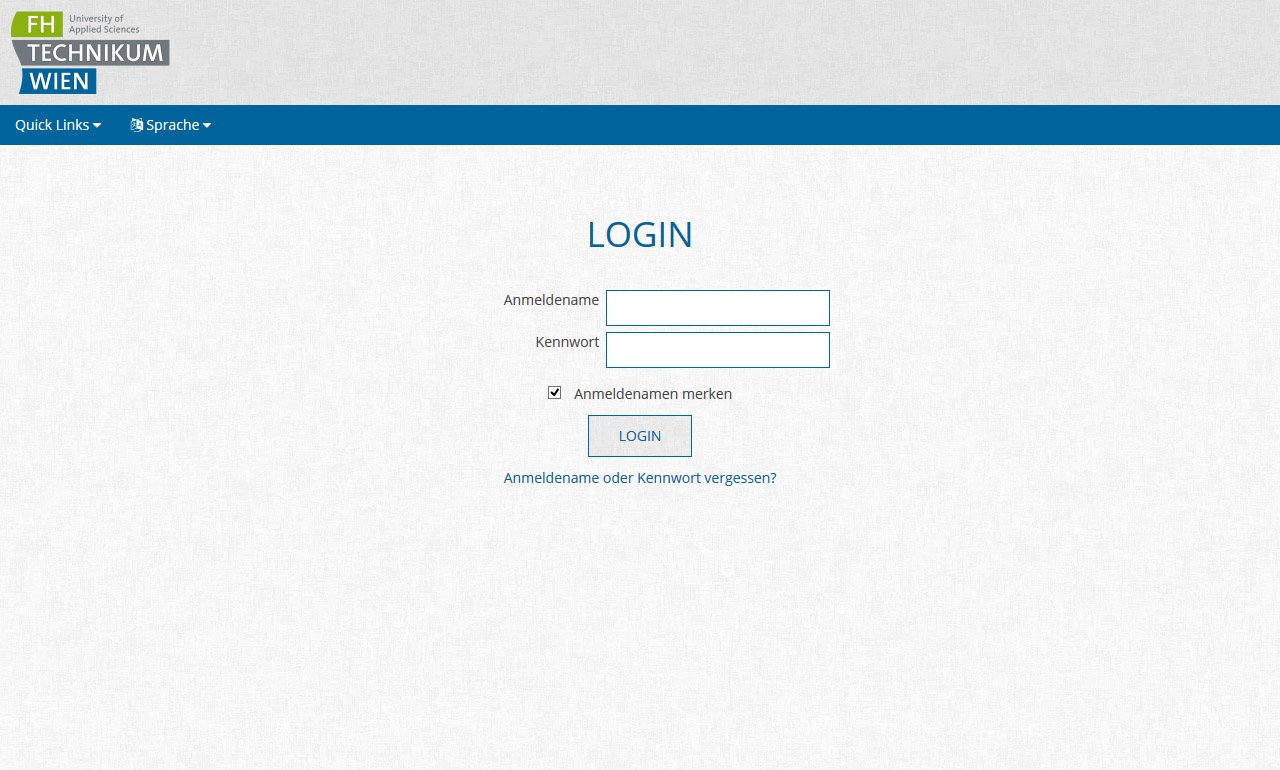 FH University of
Applied Sciences
TECHNIKUM
WIEN
Quick Links Sprache
LOGIN
Anmeldename
Kennwort
Anmeldenamen merken
LOGIN
Anmeldename oder Kennwort vergessen?